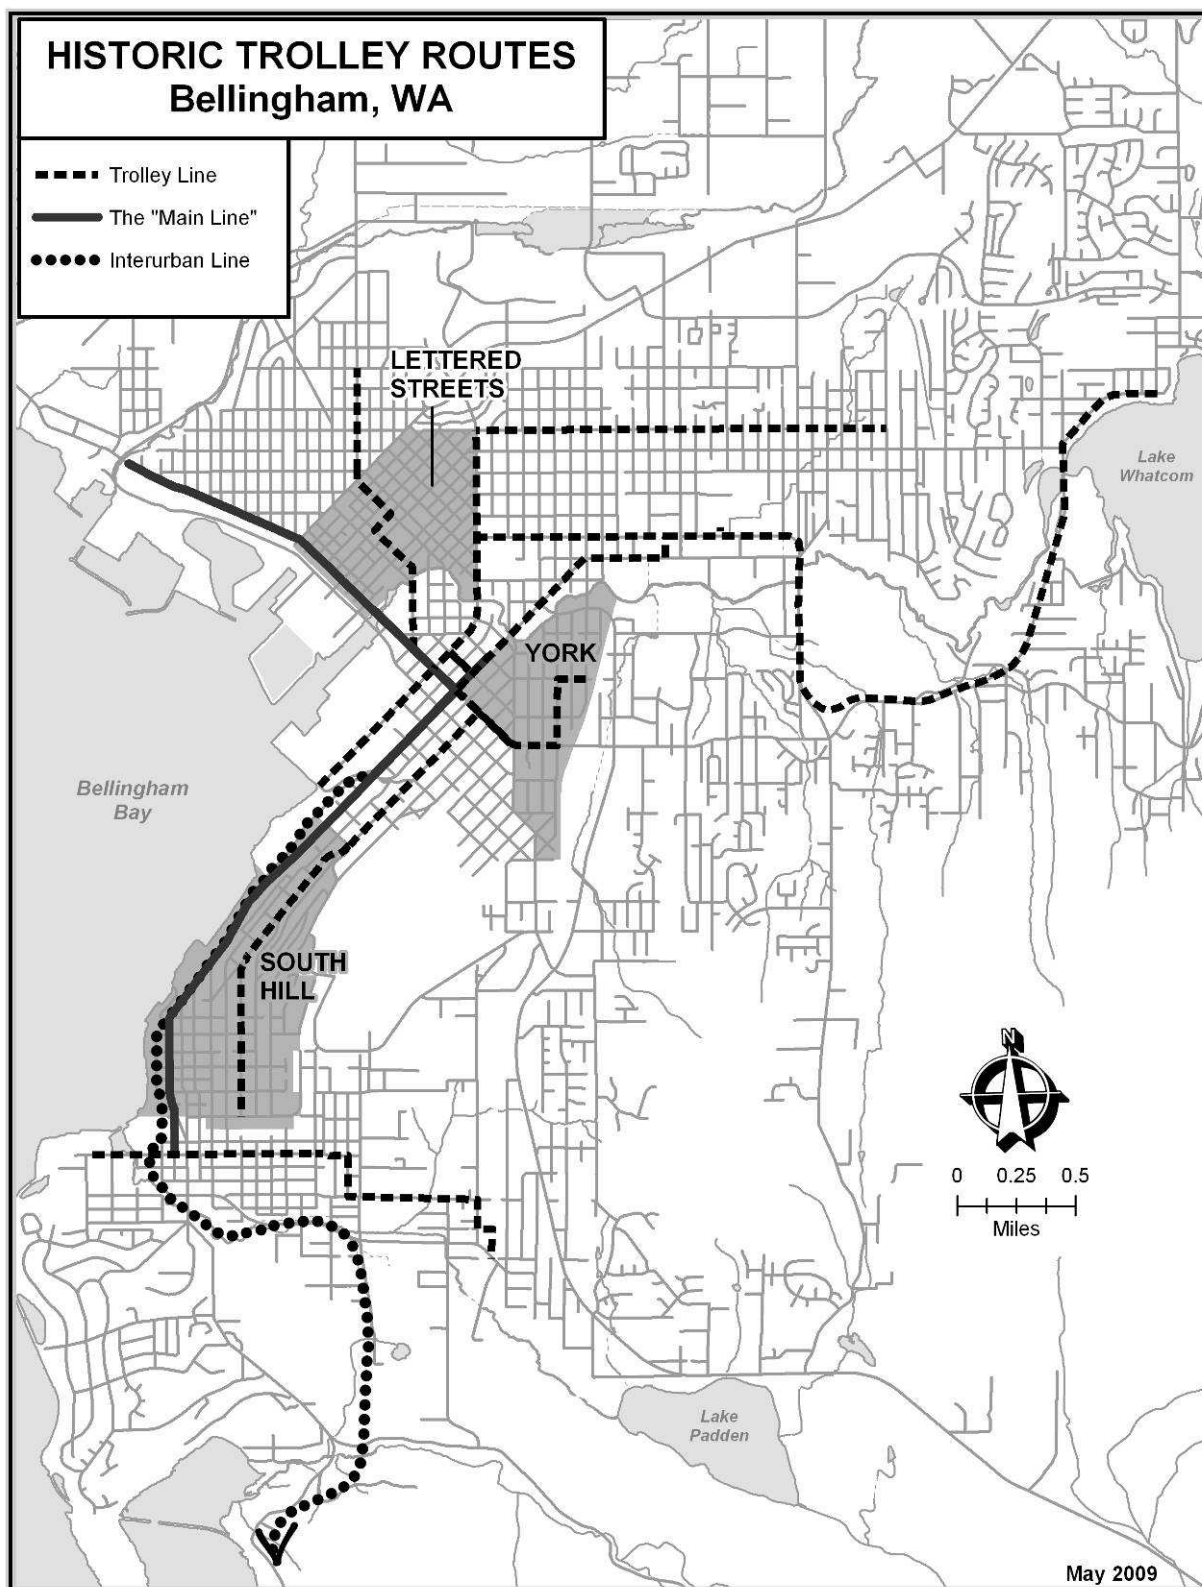 HISTORIC TROLLEY ROUTES
Bellingham, WA
Trolley Line
The "Main Line"
Interurban Line
LETTERED
STREETS
Lake
Whatcom
YORK
Bellingham
Bay
SOUTH
HILL
N
0 0.25 0.5
Miles
Lake
Padden
May 2009